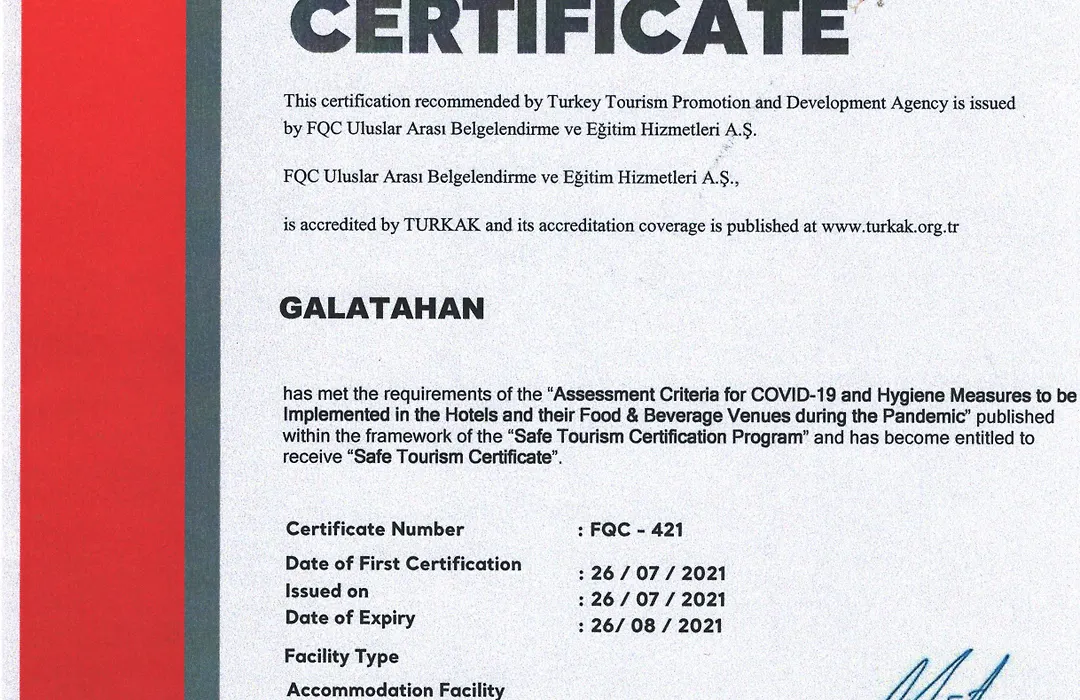 CERTIFICATE
This certification recommended by Turkey Tourism Promotion and Development Agency is issued
by FQC Uluslar Arası Belgelendirme ve Eğitim Hizmetleri A.Ş.
FQC Uluslar Arası Belgelendirme ve Eğitim Hizmetleri A.Ş.,
is accredited by TURKAK and its accreditation coverage is published at www.turkak.org.tr
GALATAHAN
has met the requirements of the “Assessment Criteria for COVID-19 and Hygiene Measures to be
Implemented in the Hotels and their Food & Beverage Venues during the Pandemic” published
within the framework of the “Safe Tourism Certification Program” and has become entitled to
receive “Safe Tourism Certificate”.
Certificate Number : FQC - 421
Date of First Certification : 26 / 07 / 2021
Issued on : 26 / 07 / 2021
Date of Expiry : 26/ 08 / 2021
Facility Type
Accommodation Facility